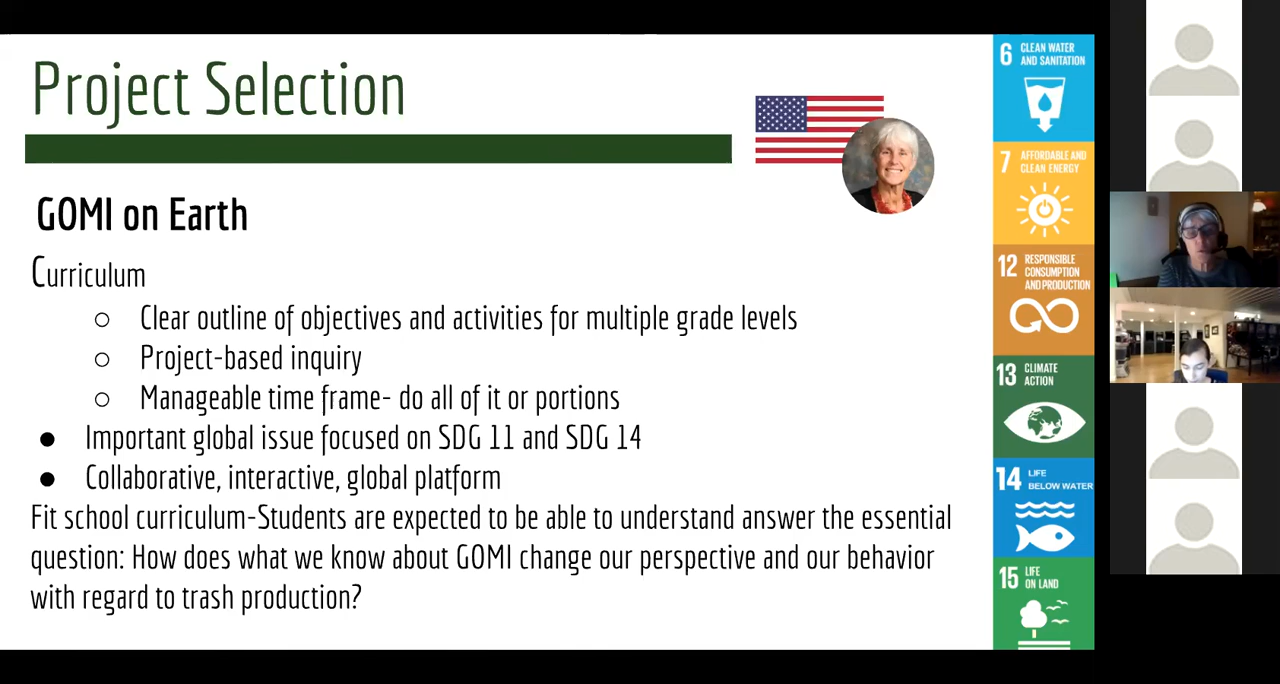 Project Selection
GOMI on Earth
Curriculum
○ Clear outline of objectives and activities for multiple grade levels
○ Project-based inquiry
○ Manageable time frame- do all of it or portions
● Important global issue focused on SDG 11 and SDG 14
● Collaborative, interactive, global platform
Fit school curriculum-Students are expected to be able to understand answer the essential
question: How does what we know about GOMI change our perspective and our behavior
with regard to trash production?
6 CLEAN WATER
AND SANITATION
7 AFFORDABLE AND
CLEAN ENERGY
12 RESPONSIBLE
CONSUMPTION
AND PRODUCTION
13 CLIMATE
ACTION
14 LIFE
BELOW WATER
15 LIFE
ON LAND